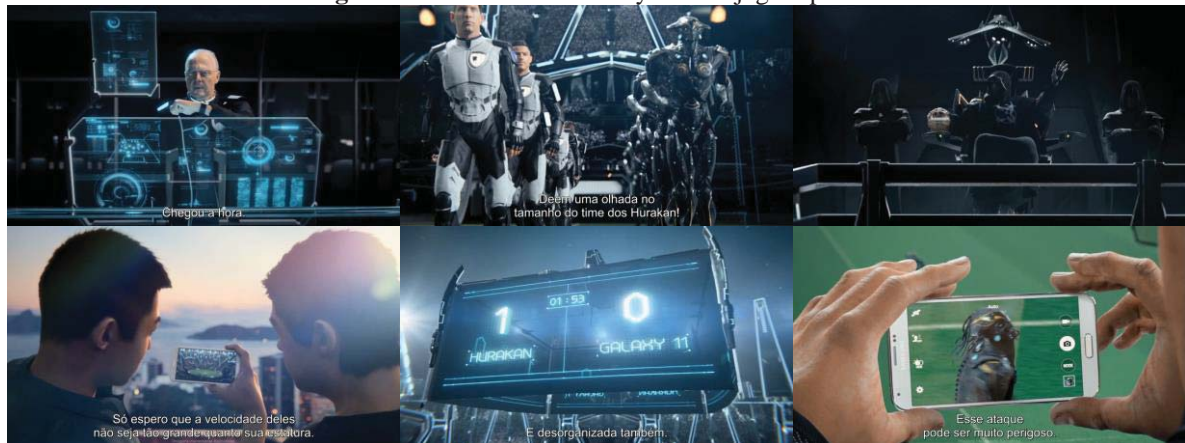 Chegou a hora
Deem uma olhada no
tamanho do time dos Hurakan!
Só espero que a velocidade deles
não seja tão grande quanto sua estatura.
1
01:53
0
HURAKAN
GALAXY 11
E desorganizada também.
Esse ataque
pode ser muito perigoso.